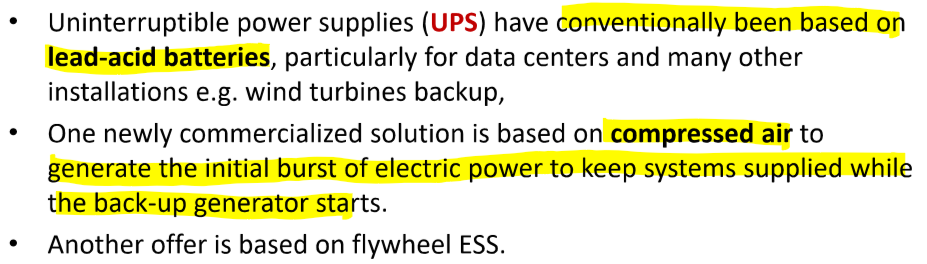 • Uninterruptible power supplies (UPS) have conventionally been based on
lead-acid batteries, particularly for data centers and many other
installations e.g. wind turbines backup,
• One newly commercialized solution is based on compressed air to
generate the initial burst of electric power to keep systems supplied while
the back-up generator starts.
• Another offer is based on flywheel ESS.